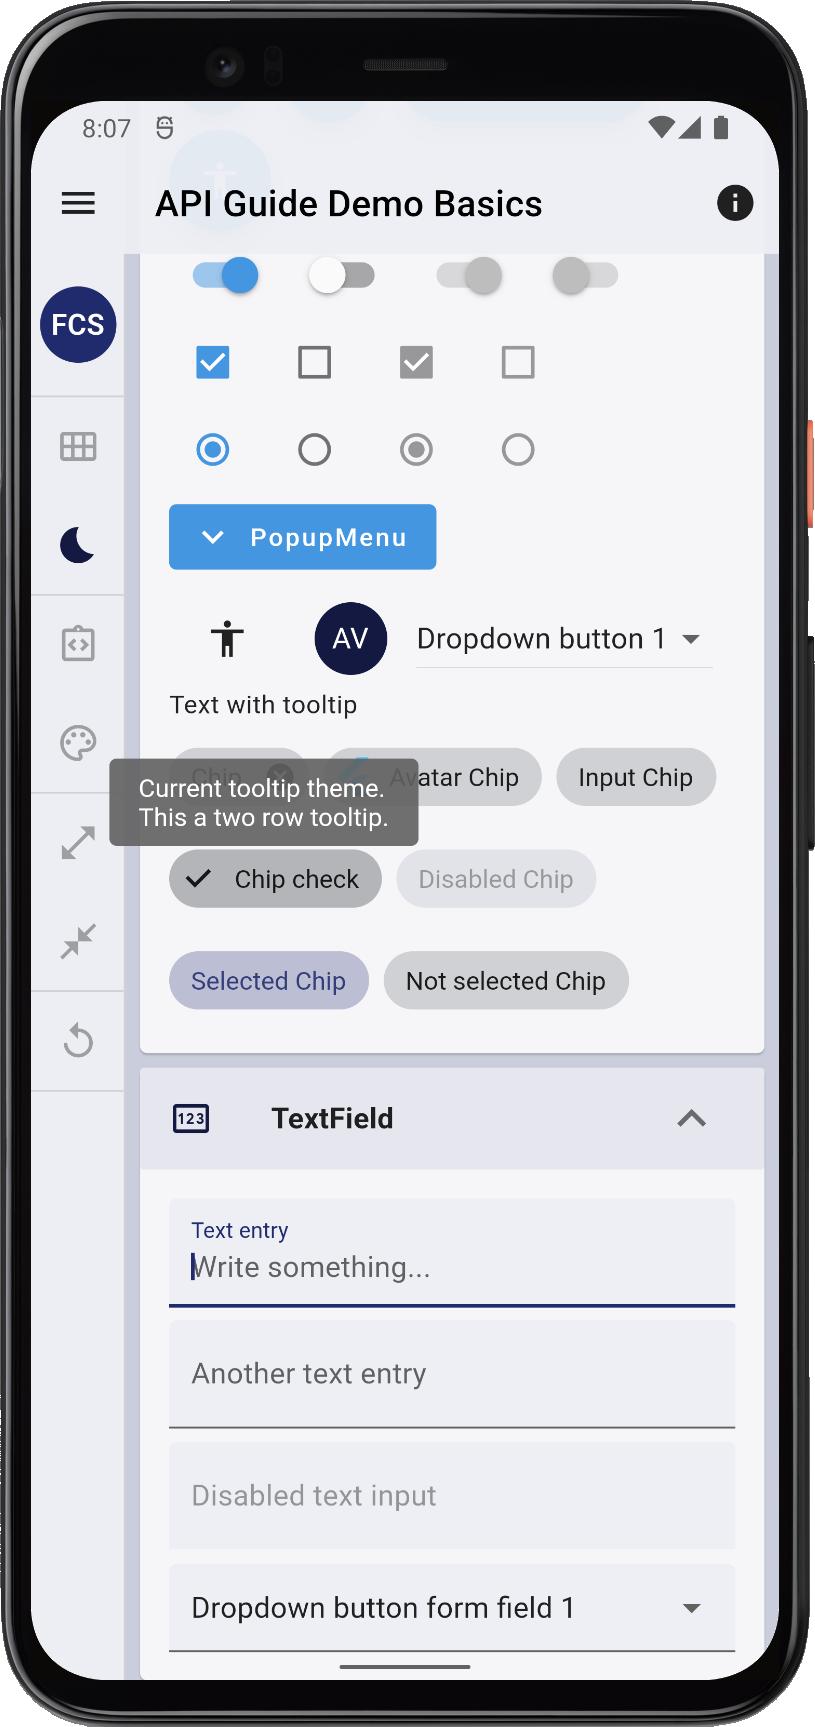 8:07
API Guide Demo Basics
FCS
PopupMenu
AV
Dropdown button 1
Text with tooltip
Chip
Avatar Chip
Input Chip
Current tooltip theme.
This a two row tooltip.
Chip check
Disabled Chip
Selected Chip
Not selected Chip
123
TextField
Text entry
Write something...
Another text entry
Disabled text input
Dropdown button form field 1